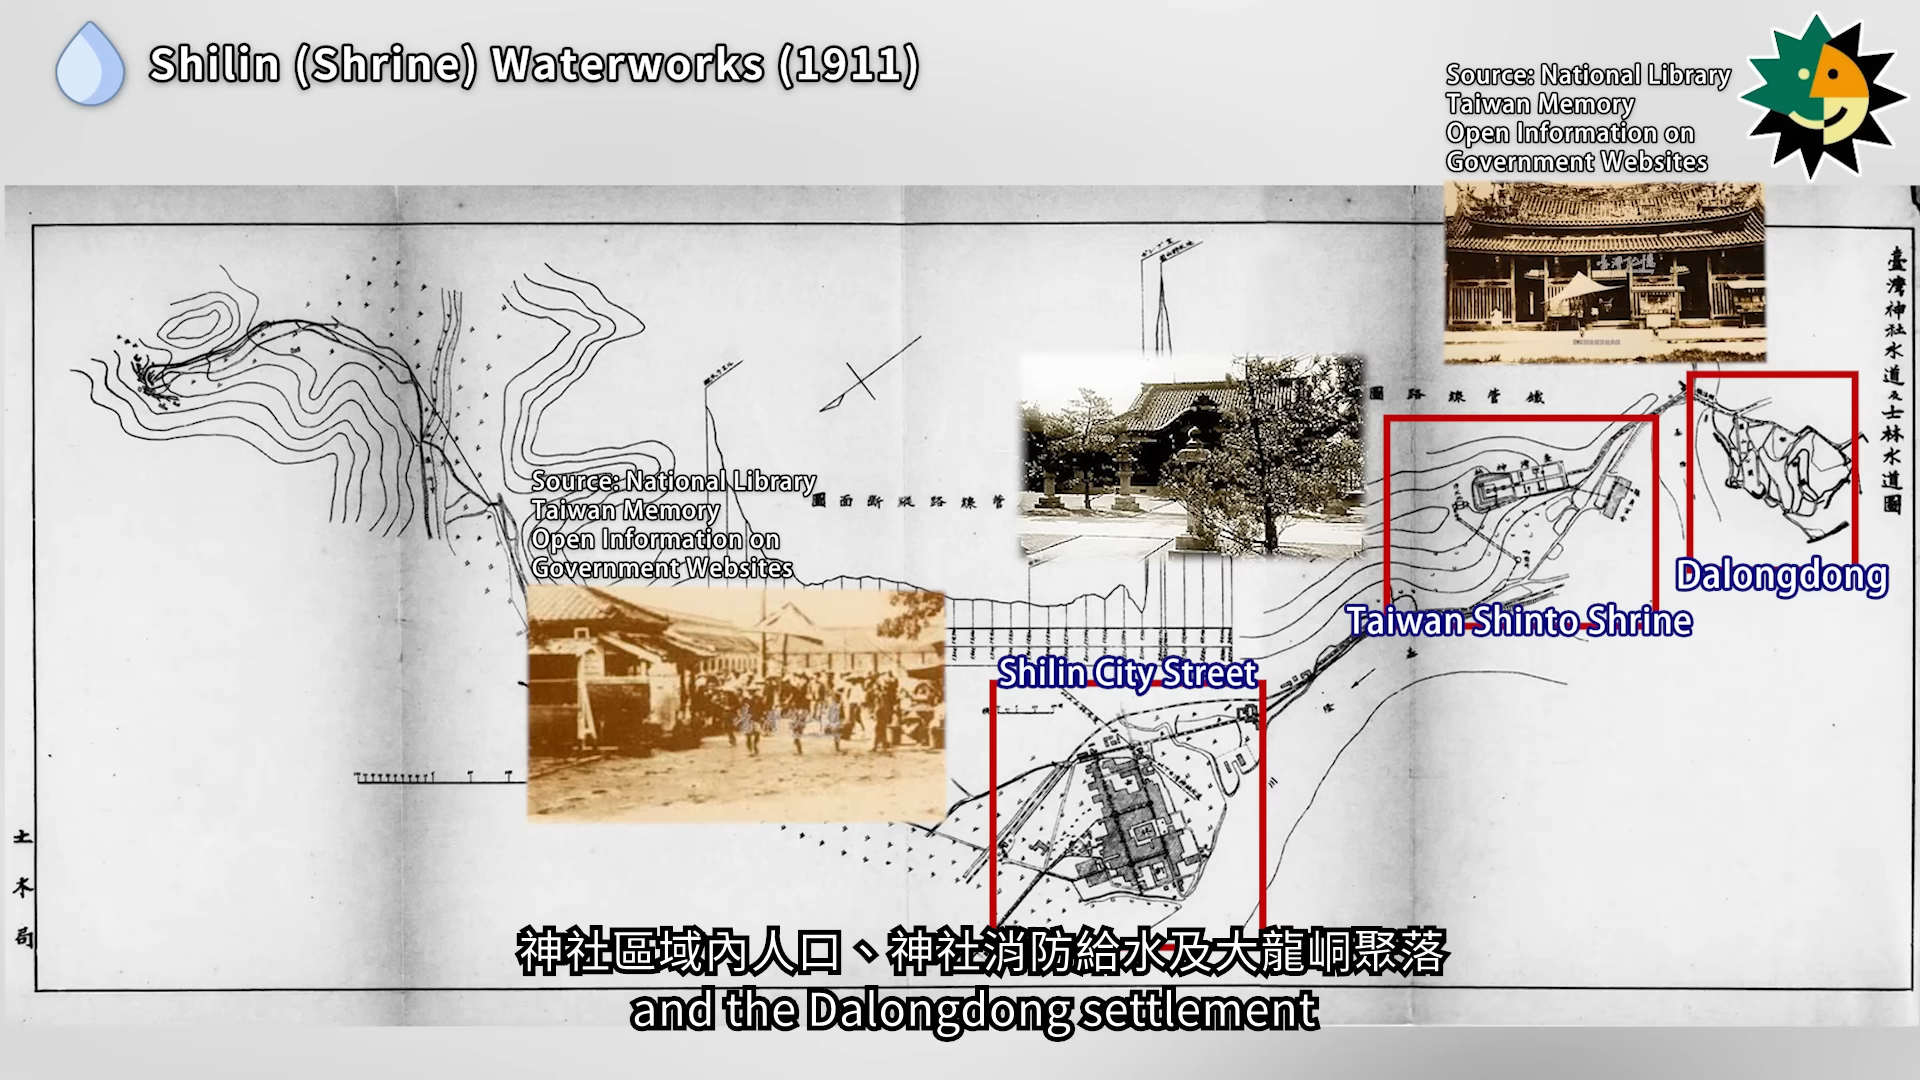 Shilin (Shrine) Waterworks (1911)
Source: National Library
Taiwan Memory
Open Information on
Government Websites
臺灣神社水道及士林水道圖
鐵管線路圖
Source: National Library
Taiwan Memory
Open Information on
Government Websites
管線路縱斷面圖
Dalongdong
Taiwan Shinto Shrine
Shilin City Street
土木局
神社區域內人口、神社消防給水及大龍峒聚落
and the Dalongdong settlement